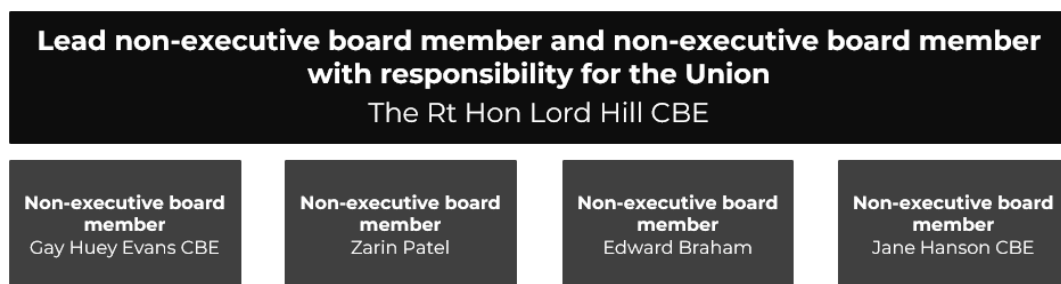 Lead non-executive board member and non-executive board member
with responsibility for the Union
The Rt Hon Lord Hill CBE
Non-executive board
member
Gay Huey Evans CBE
Non-executive board
member
Zarin Patel
Non-executive board
member
Edward Braham
Non-executive board
member
Jane Hanson CBE